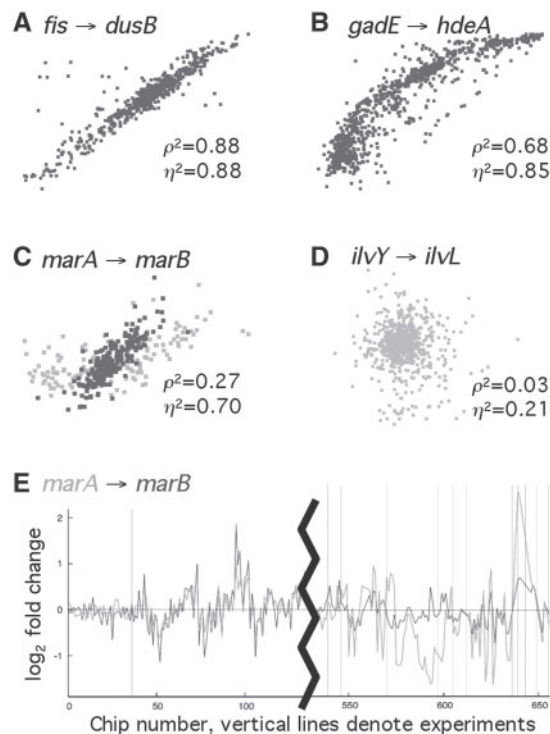 A fis → dusB
ρ²=0.88
η²=0.88
B gadE → hdeA
ρ²=0.68
η²=0.85
C marA → marB
ρ²=0.27
η²=0.70
D ilvY → ilvL
ρ²=0.03
η²=0.21
E marA → marB
log₂ fold change
2
1
0
-1
0 50 100 550 600 650
Chip number, vertical lines denote experiments